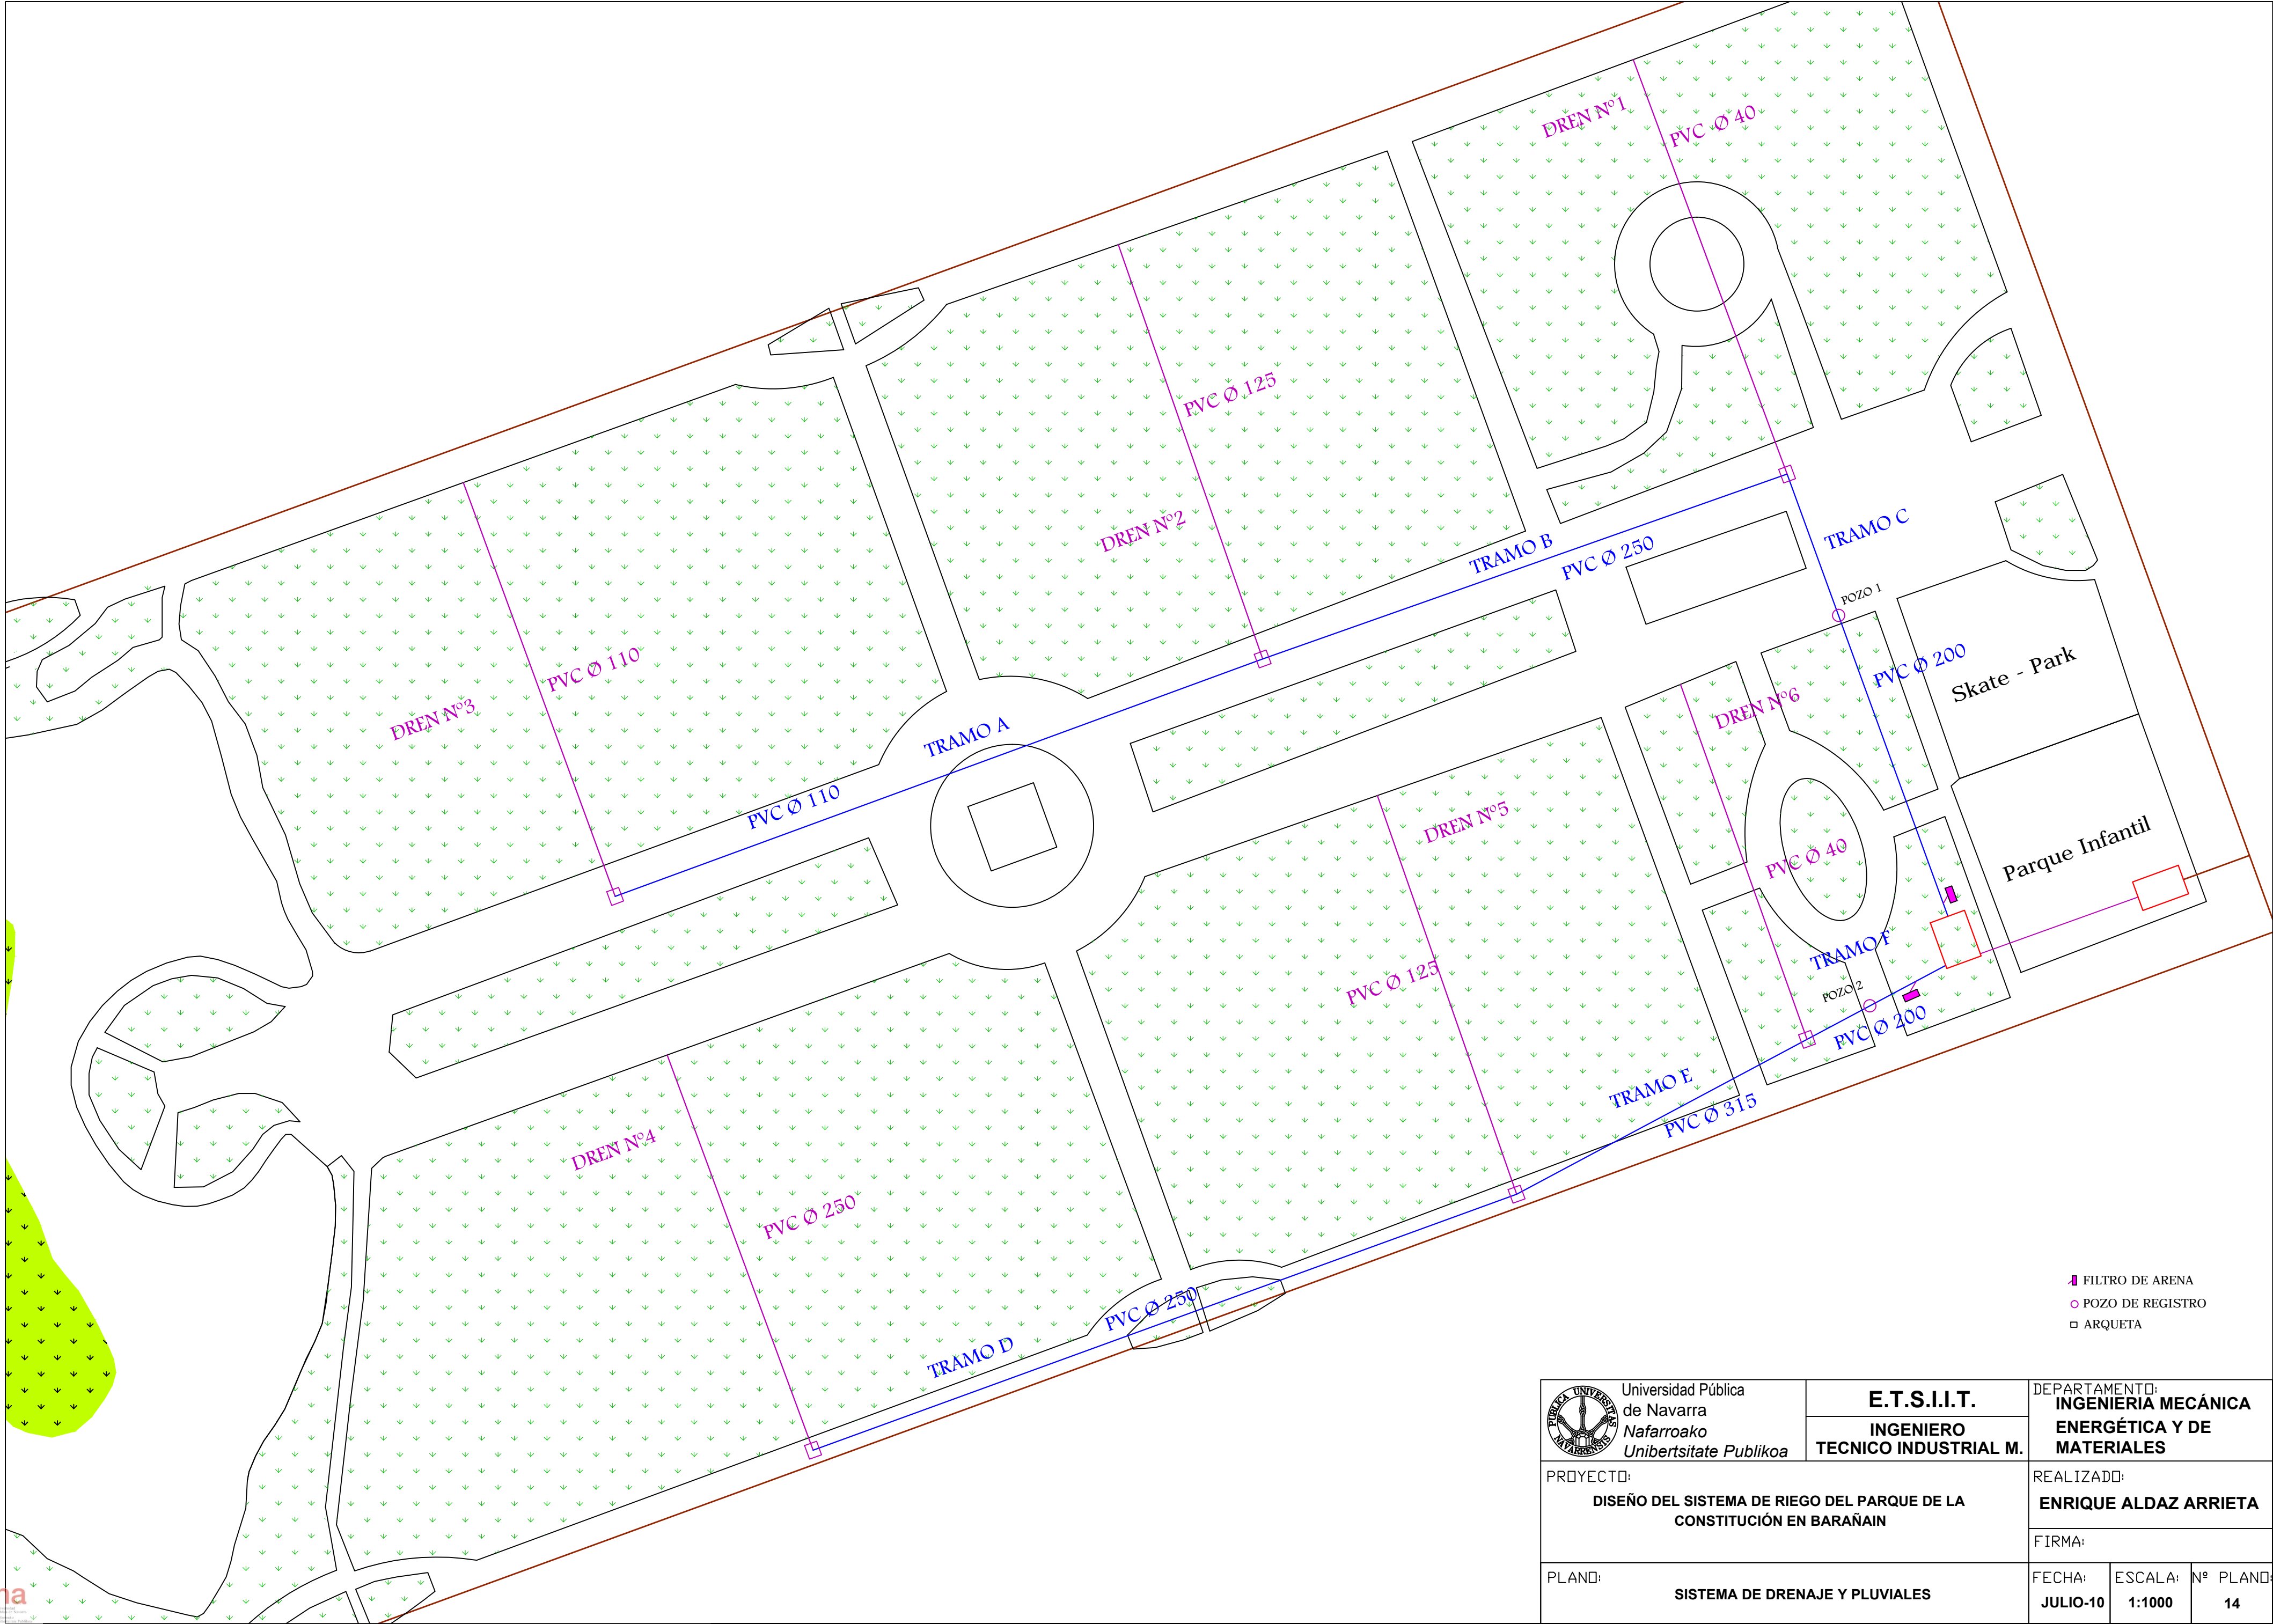 DREN Nº1
PVC Ø 40
PVC Ø 125
DREN Nº2
TRAMO B
PVC Ø 250
TRAMO C
POZO 1
PVC Ø 200
Skate - Park
DREN Nº6
PVC Ø 110
DREN Nº3
TRAMO A
PVC Ø 110
DREN Nº5
PVC Ø 40
Parque Infantil
PVC Ø 125
TRAMO F
POZO 2
PVC Ø 200
TRAMO E
PVC Ø 315
DREN Nº4
PVC Ø 250
PVC Ø 250
TRAMO D
FILTRO DE ARENA
POZO DE REGISTRO
ARQUETA
PUBLICA UNIVERSITAS NAVARRENSIS
Universidad Pública
de Navarra
Nafarroako
Unibertsitate Publikoa
E.T.S.I.I.T.
INGENIERO
TECNICO INDUSTRIAL M.
DEPARTAMENTO:
INGENIERIA MECÁNICA
ENERGÉTICA Y DE
MATERIALES
PROYECTO:
DISEÑO DEL SISTEMA DE RIEGO DEL PARQUE DE LA
CONSTITUCIÓN EN BARAÑAIN
REALIZADO:
ENRIQUE ALDAZ ARRIETA
FIRMA:
PLANO:
SISTEMA DE DRENAJE Y PLUVIALES
FECHA:
JULIO-10
ESCALA:
1:1000
Nº PLANO:
14